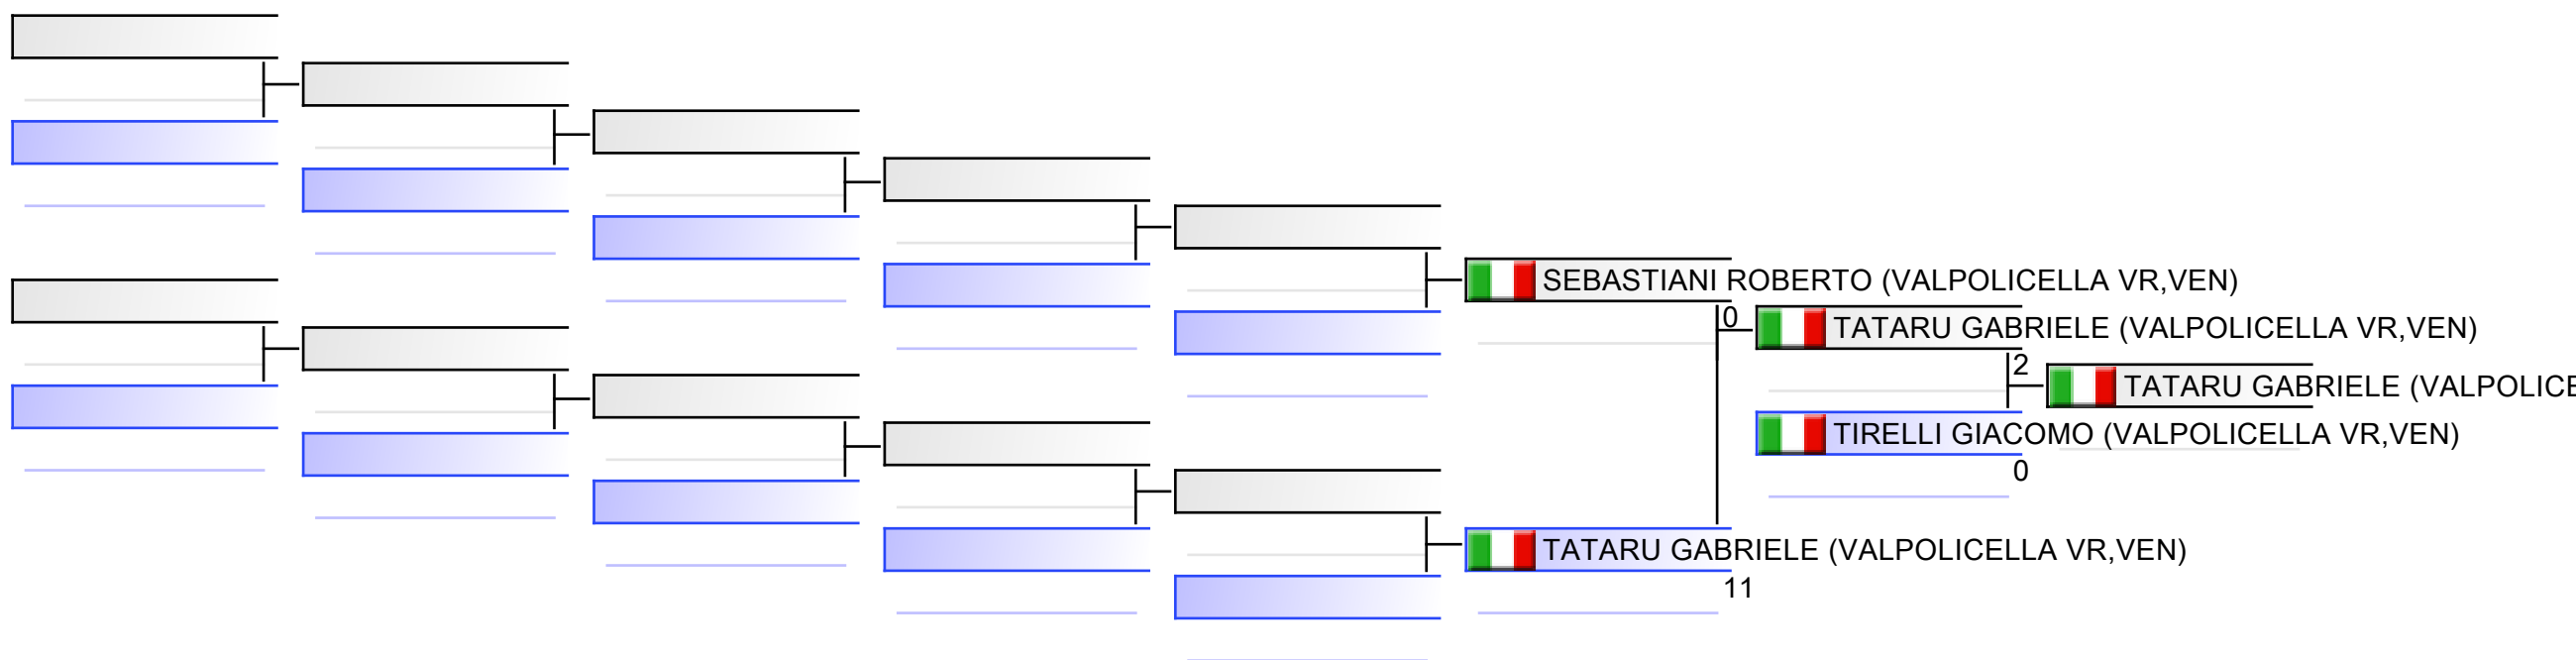 SEBASTIANI ROBERTO (VALPOLICELLA VR,VEN)
0
TATARU GABRIELE (VALPOLICELLA VR,VEN)
2
TATARU GABRIELE (VALPOLICE
TIRELLI GIACOMO (VALPOLICELLA VR,VEN)
0
TATARU GABRIELE (VALPOLICELLA VR,VEN)
11